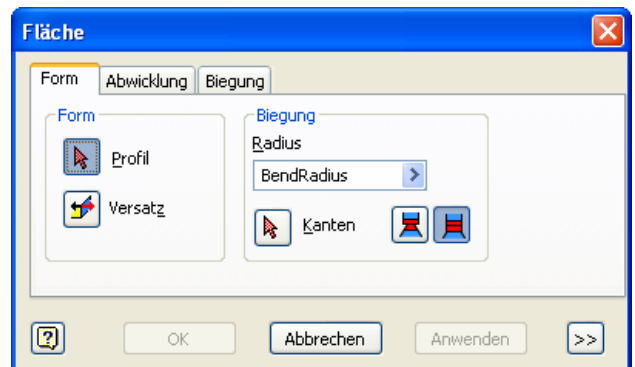 Fläche
Form Abwicklung Biegung
Form
Profil
Versatz
Biegung
Radius
BendRadius
Kanten
? OK Abbrechen Anwenden >>